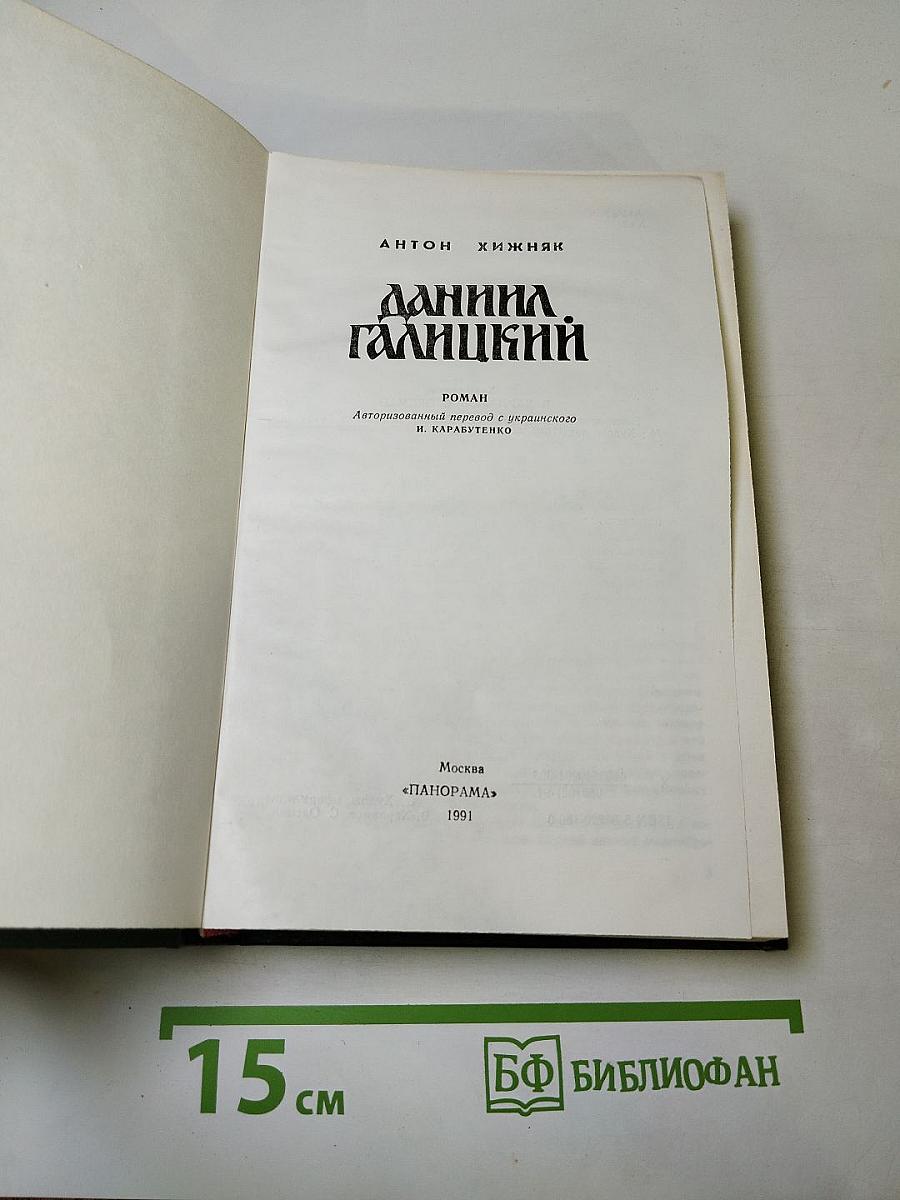 АНТОН ХИЖНЯК
ДАНИИЛ
ГАЛИЦКИЙ
РОМАН
Авторизованный перевод с украинского
И. КАРАБУТЕНКО
Москва
«ПАНОРАМА»
1991
15 см
БФ БИБЛИОФАН